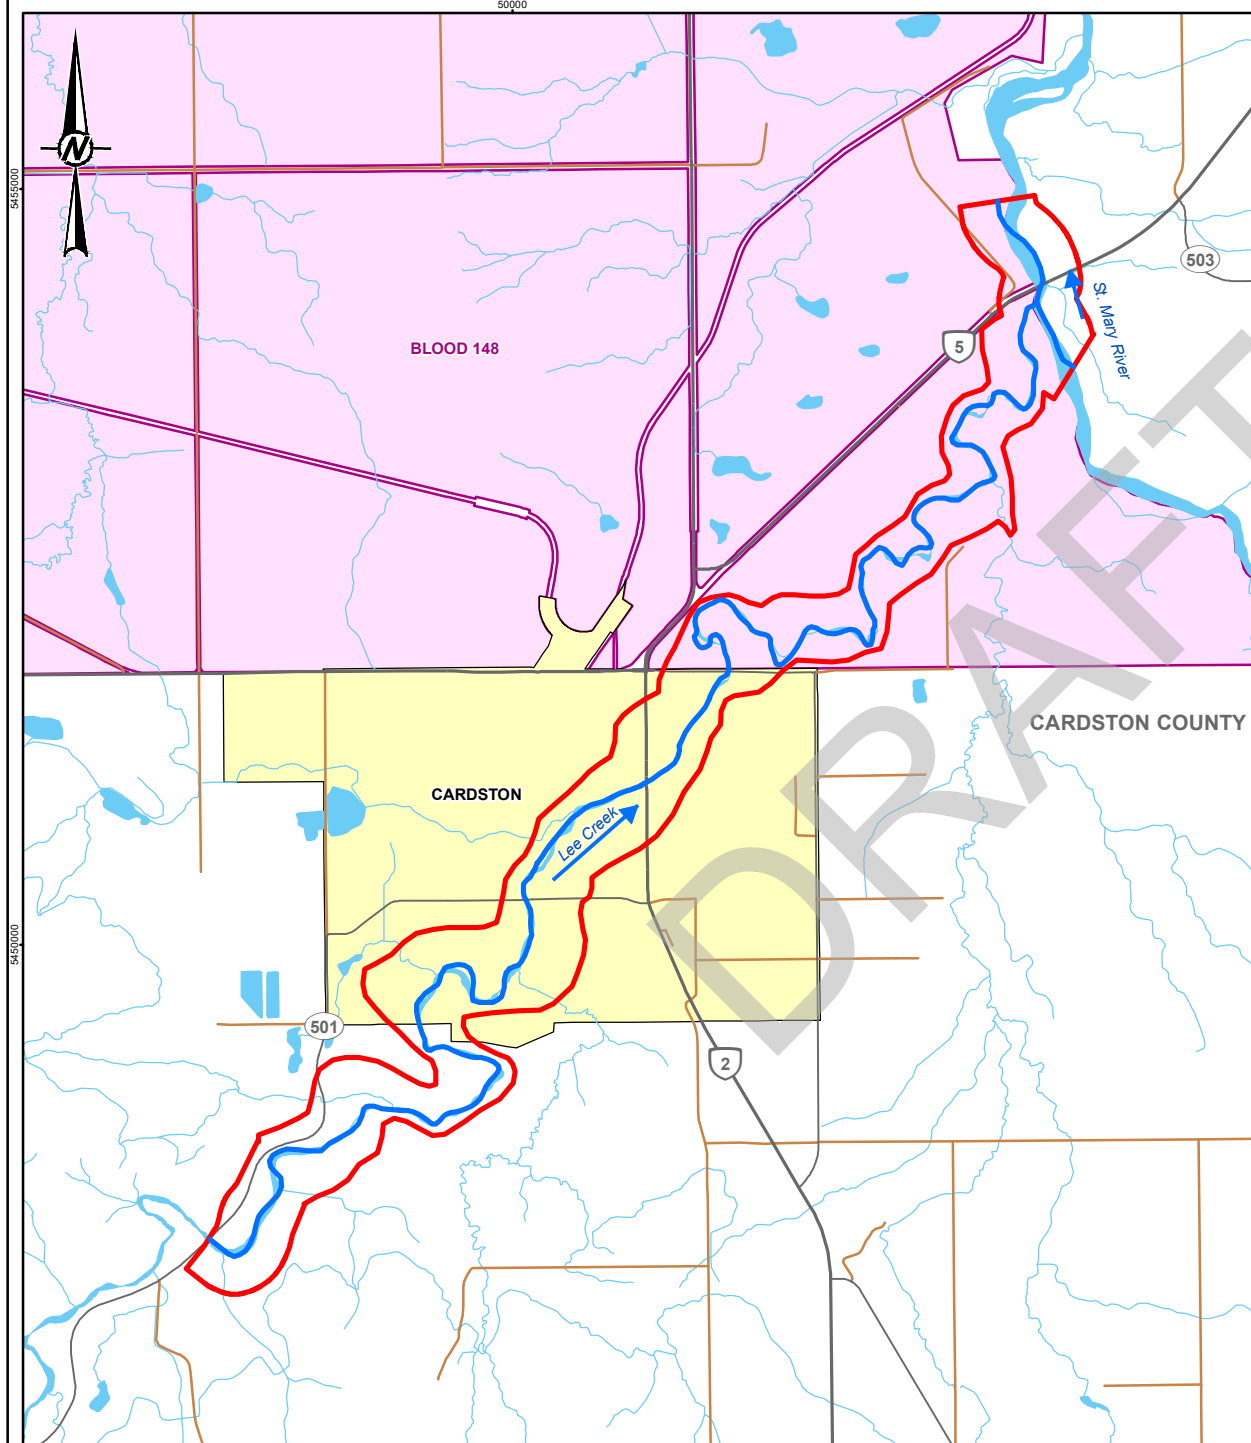 50000
N
5455000
503
St. Mary River
5
BLOOD 148
DRAFT
CARDSTON COUNTY
CARDSTON
Lee Creek
5450000
501
2